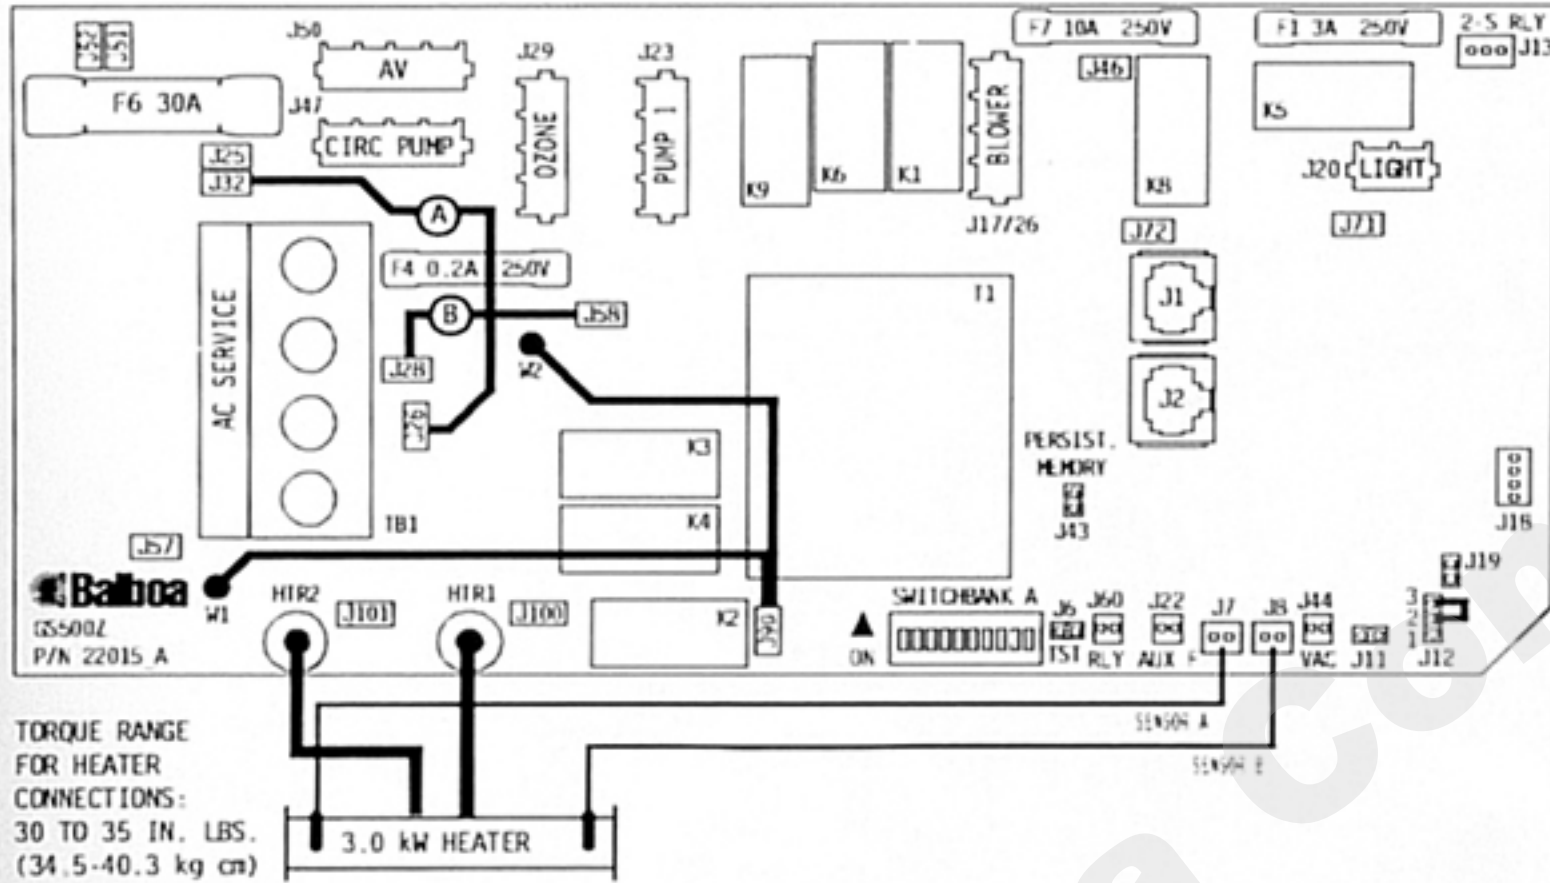 J52
J51
J50
AV
F6 30A
J47
CIRC PUMP
J29
OZONE
J23
PUMP 1
K9
K6
K1
BLOWER
J17/26
F7 10A 250V
J46
K8
F1 3A 250V
2-S RLY
J13
K5
J20
LIGHT
J71
J72
J25
J32
A
AC SERVICE
F4 0.2A 250V
B
J58
J28
W2
J26
TB1
T1
J1
J2
K3
K4
K2
PERSIST.
MEMORY
J43
J18
J19
J57
Balboa
W1
GS500Z
P/N 22015_A
HTR2
J101
HTR1
J100
J90
ON
SWITCHBANK A
J6
TST
J60
RLY
J22
AUX F
J7
J8
J44
VAC
J11
3
2
1
J12
SENSOR A
SENSOR B
TORQUE RANGE
FOR HEATER
CONNECTIONS:
30 TO 35 IN. LBS.
(34.5-40.3 kg cm)
3.0 kW HEATER